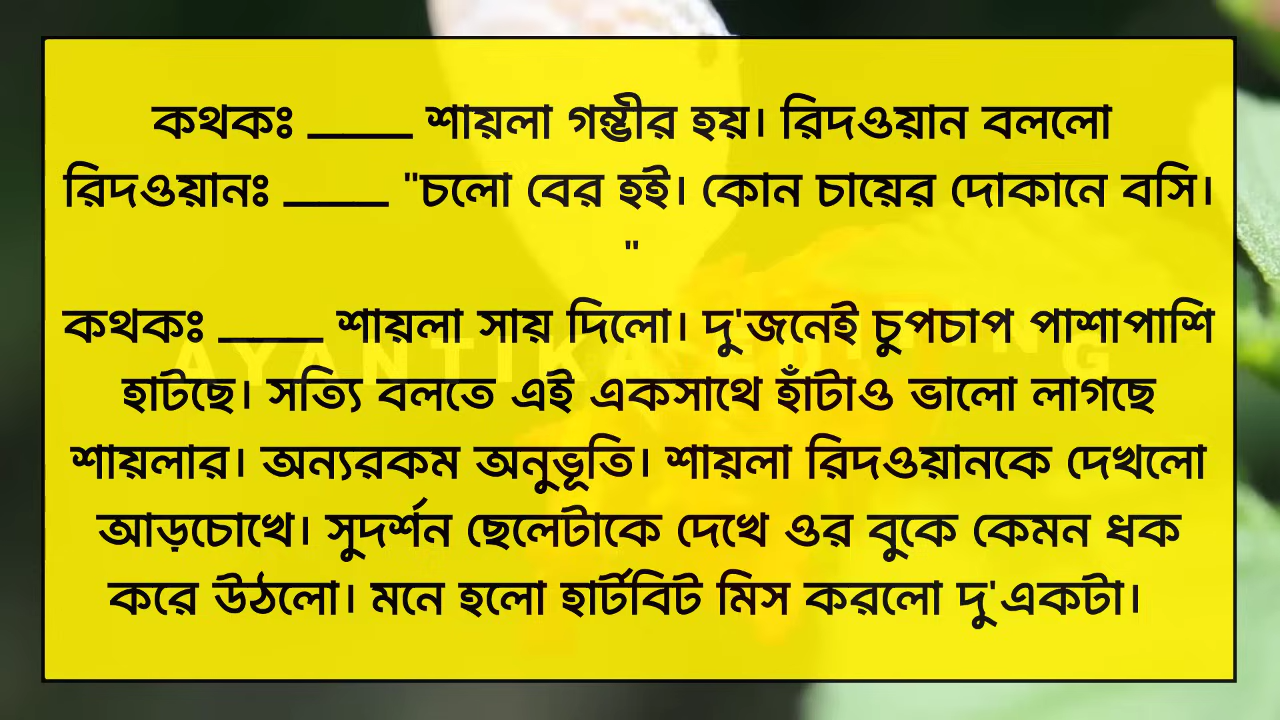 কথকঃ _____ শায়লা গম্ভীর হয়। রিদওয়ান বললো
রিদওয়ানঃ _____ "চলো বের হই। কোন চায়ের দোকানে বসি।
"
কথকঃ _____ শায়লা সায় দিলো। দু'জনেই চুপচাপ পাশাপাশি
AYANTIKA EDITING
হাটছে। সত্যি বলতে এই একসাথে হাঁটাও ভালো লাগছে
শায়লার। অন্যরকম অনুভূতি। শায়লা রিদওয়ানকে দেখলো
আড়চোখে। সুদর্শন ছেলেটাকে দেখে ওর বুকে কেমন ধক
করে উঠলো। মনে হলো হার্টবিট মিস করলো দু'একটা।